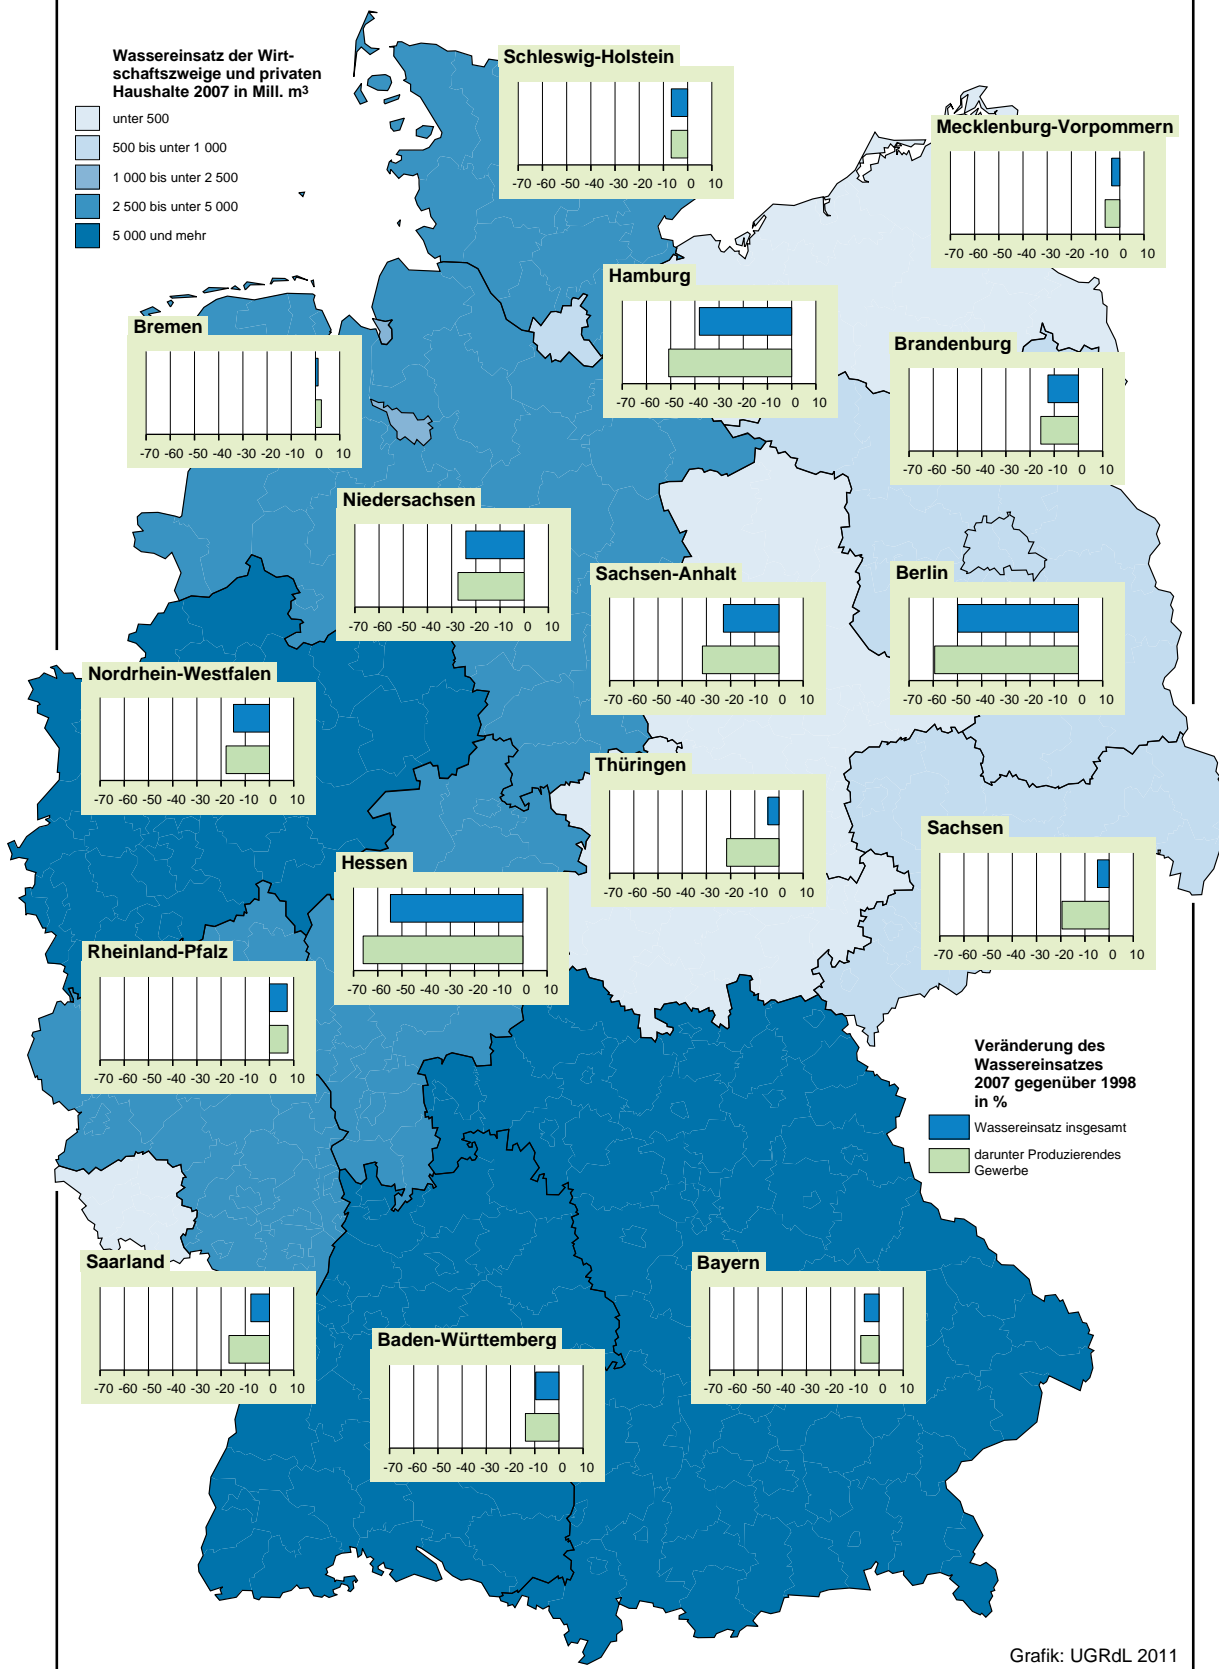 Wassereinsatz der Wirt-
schaftszweige und privaten
Haushalte 2007 in Mill. m³
unter 500
500 bis unter 1 000
1 000 bis unter 2 500
2 500 bis unter 5 000
5 000 und mehr
Schleswig-Holstein
-70 -60 -50 -40 -30 -20 -10 0 10
Mecklenburg-Vorpommern
-70 -60 -50 -40 -30 -20 -10 0 10
Hamburg
-70 -60 -50 -40 -30 -20 -10 0 10
Bremen
-70 -60 -50 -40 -30 -20 -10 0 10
Brandenburg
-70 -60 -50 -40 -30 -20 -10 0 10
Niedersachsen
-70 -60 -50 -40 -30 -20 -10 0 10
Sachsen-Anhalt
-70 -60 -50 -40 -30 -20 -10 0 10
Berlin
-70 -60 -50 -40 -30 -20 -10 0 10
Nordrhein-Westfalen
-70 -60 -50 -40 -30 -20 -10 0 10
Thüringen
-70 -60 -50 -40 -30 -20 -10 0 10
Sachsen
-70 -60 -50 -40 -30 -20 -10 0 10
Hessen
-70 -60 -50 -40 -30 -20 -10 0 10
Rheinland-Pfalz
-70 -60 -50 -40 -30 -20 -10 0 10
Veränderung des
Wassereinsatzes
2007 gegenüber 1998
in %
Wassereinsatz insgesamt
darunter Produzierendes
Gewerbe
Saarland
-70 -60 -50 -40 -30 -20 -10 0 10
Bayern
-70 -60 -50 -40 -30 -20 -10 0 10
Baden-Württemberg
-70 -60 -50 -40 -30 -20 -10 0 10
Grafik: UGRdL 2011